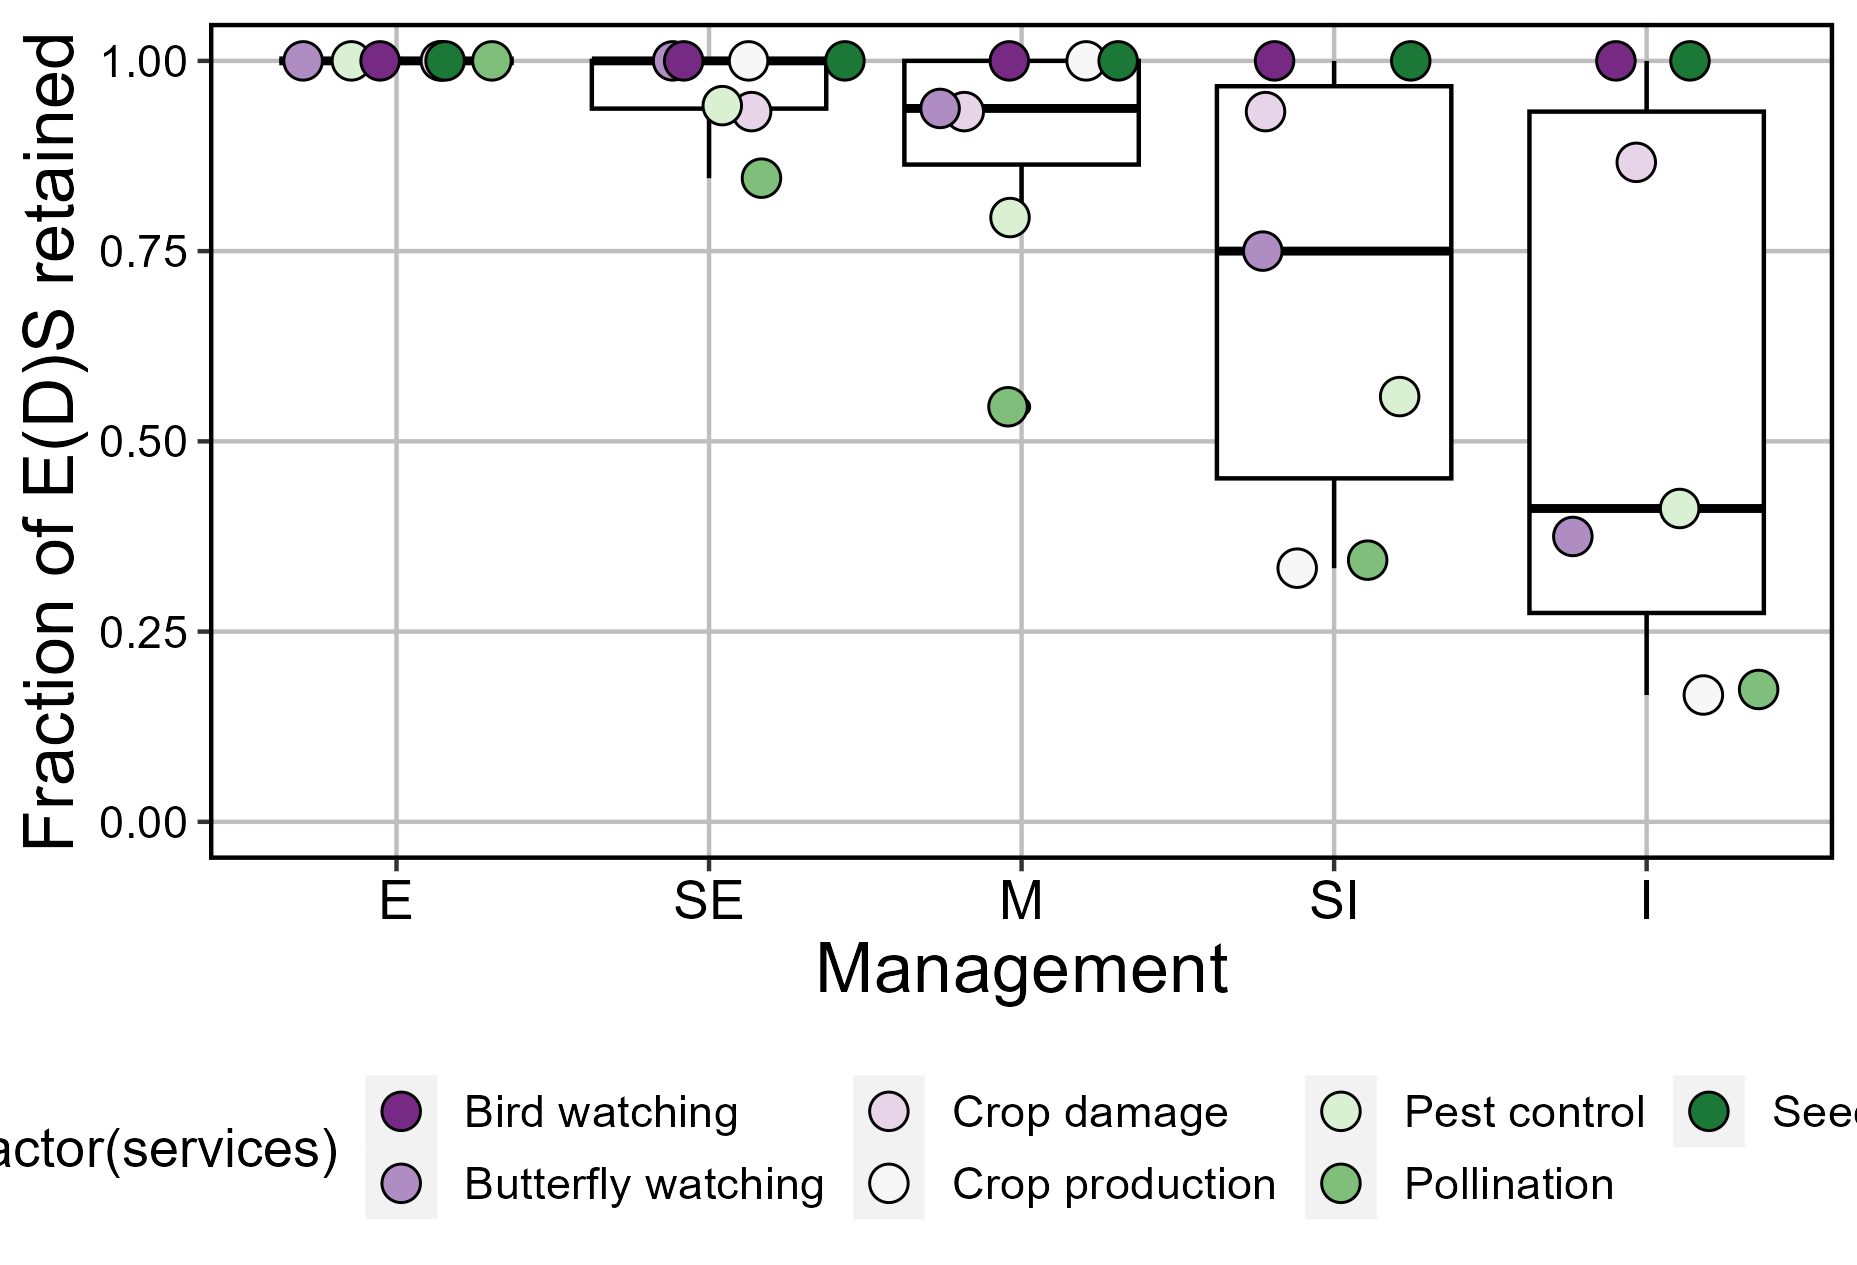 Fraction of E(D)S retained
1.00
0.75
0.50
0.25
0.00
E SE M SI I
Management
actor(services)
Bird watching Crop damage Pest control
Butterfly watching Crop production Pollination